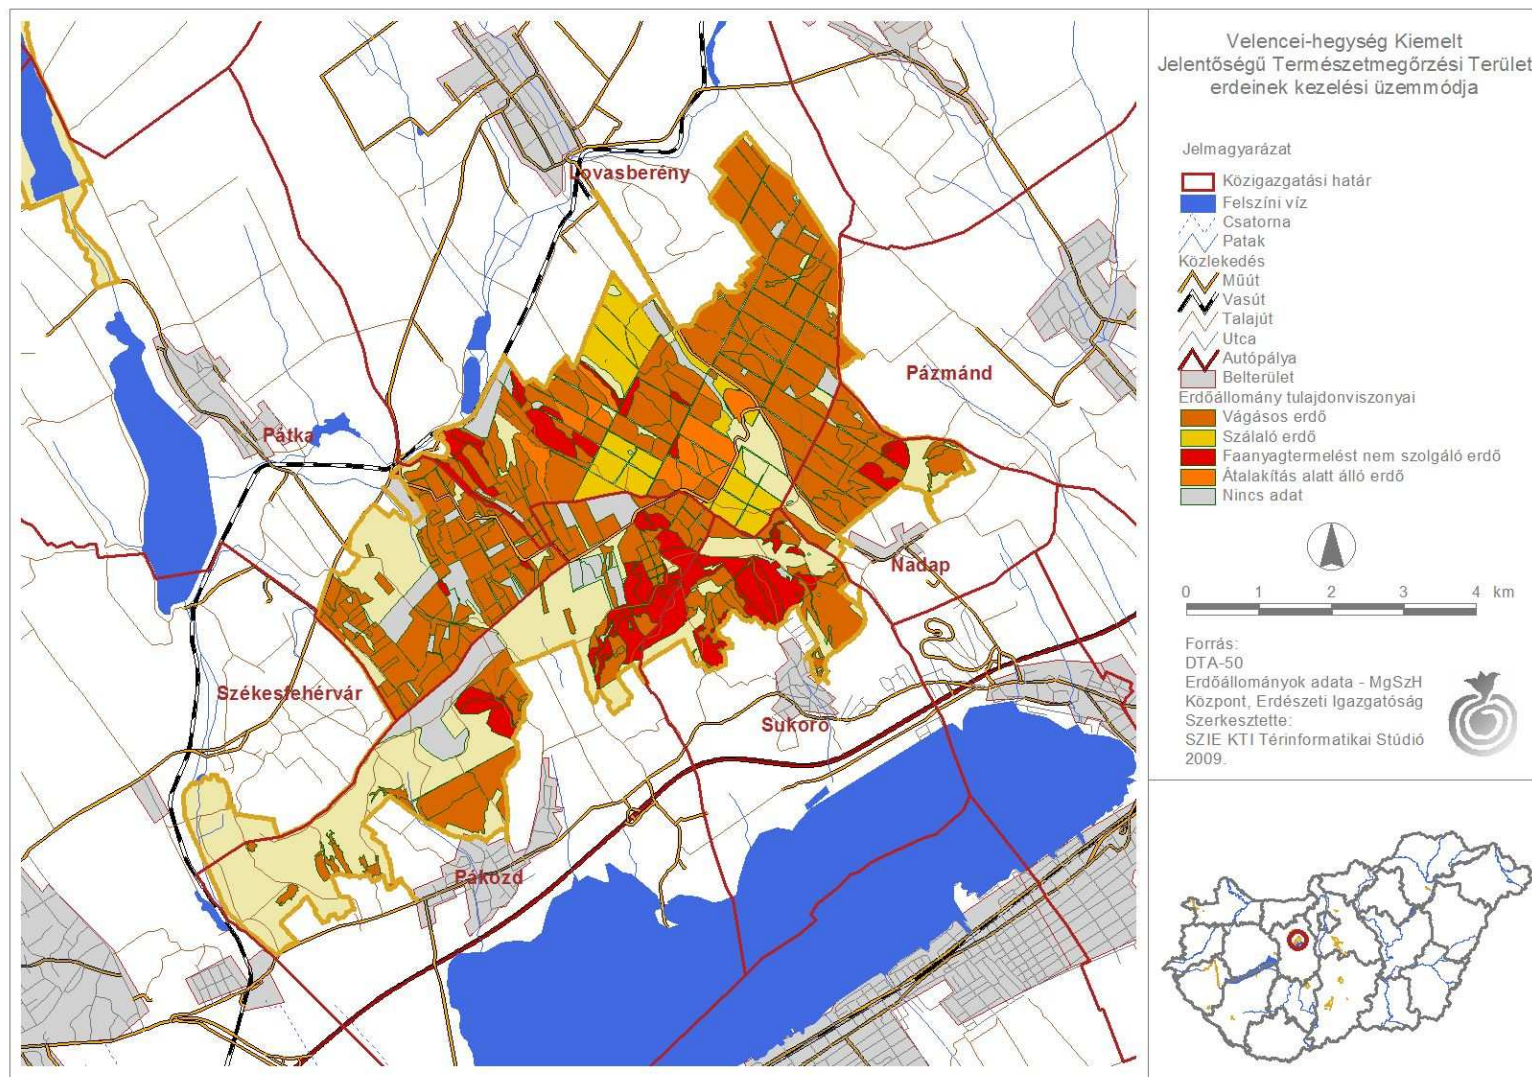 Velencei-hegység Kiemelt
Jelentőségű Természetmegőrzési Terület
erdeinek kezelési üzemmódja
Jelmagyarázat
Közigazgatási határ
Felszíni víz
Csatorna
Patak
Közlekedés
Műút
Vasút
Talajút
Utca
Autópálya
Belterület
Erdőállomány tulajdonviszonyai
Vágásos erdő
Szálaló erdő
Faanyagtermelést nem szolgáló erdő
Átalakítás alatt álló erdő
Nincs adat
0 1 2 3 4 km
Forrás:
DTA-50
Erdőállományok adata - MgSzH
Központ, Erdészeti Igazgatóság
Szerkesztette:
SZIE KTI Térinformatikai Stúdió
2009.
Lovasberény
Pázmánd
Pátka
Nadap
Székesfehérvár
Sukoró
Pákozd